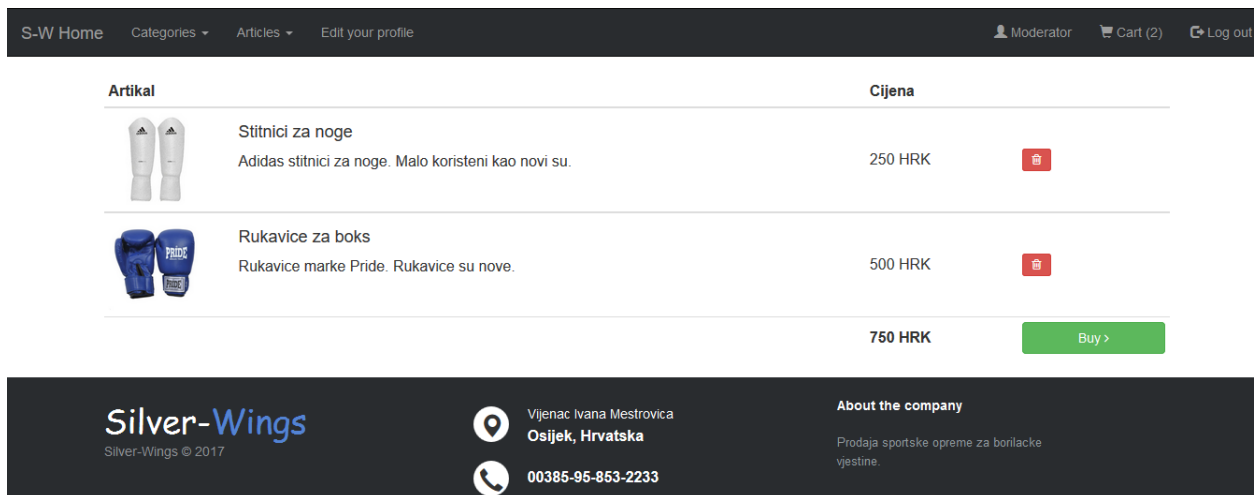 S-W Home Categories Articles Edit your profile Moderator Cart (2) Log out
Artikal Cijena
Stitnici za noge
Adidas stitnici za noge. Malo koristeni kao novi su.
250 HRK
Rukavice za boks
Rukavice marke Pride. Rukavice su nove.
500 HRK
PRIDE
PRIDE
750 HRK Buy
Silver-Wings
Silver-Wings © 2017
Vijenac Ivana Mestrovica
Osijek, Hrvatska
00385-95-853-2233
About the company
Prodaja sportske opreme za borilacke
vjestine.